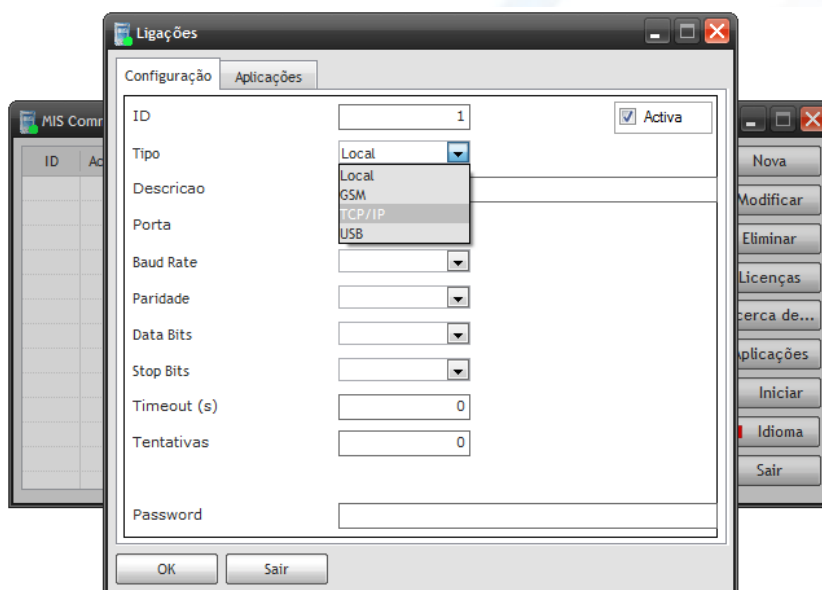 Ligações
Configuração Aplicações
ID 1 Activa
Tipo Local
Local
GSM
TCP/IP
USB
Descricao
Porta
Baud Rate
Paridade
Data Bits
Stop Bits
Timeout (s) 0
Tentativas 0
Password
OK Sair
MIS
ID
Nova
Modificar
Eliminar
Licenças
de...
Iniciar
Idioma
Sair